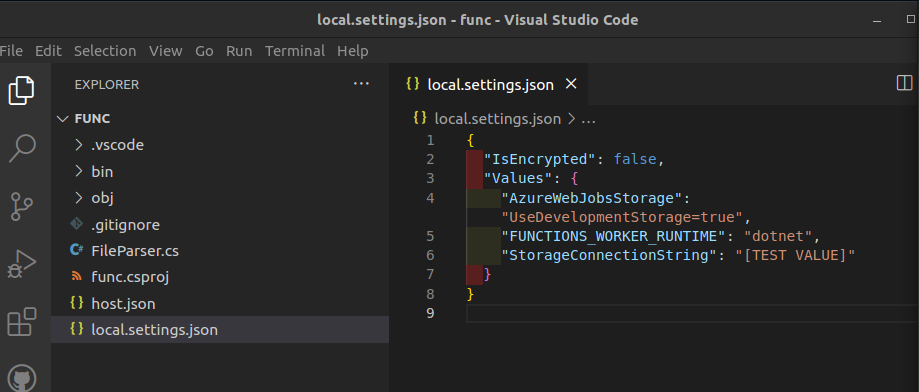 local.settings.json - func - Visual Studio Code
File Edit Selection View Go Run Terminal Help
EXPLORER ···
FUNC
.vscode
bin
obj
.gitignore
FileParser.cs
func.csproj
host.json
local.settings.json
{} local.settings.json ×
{} local.settings.json > ...
1 {
2 "IsEncrypted": false,
3 "Values": {
4 "AzureWebJobsStorage":
"UseDevelopmentStorage=true",
5 "FUNCTIONS_WORKER_RUNTIME": "dotnet",
6 "StorageConnectionString": "[TEST VALUE]"
7 }
8 }
9